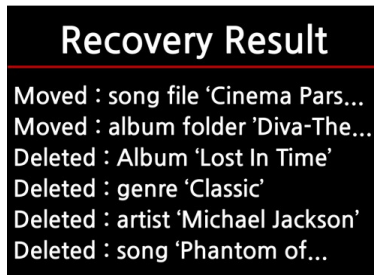 Recovery Result
Moved : song file ‘Cinema Pars...
Moved : album folder ’Diva-The...
Deleted : Album ‘Lost In Time’
Deleted : genre ‘Classic’
Deleted : artist ‘Michael Jackson’
Deleted : song ‘Phantom of...